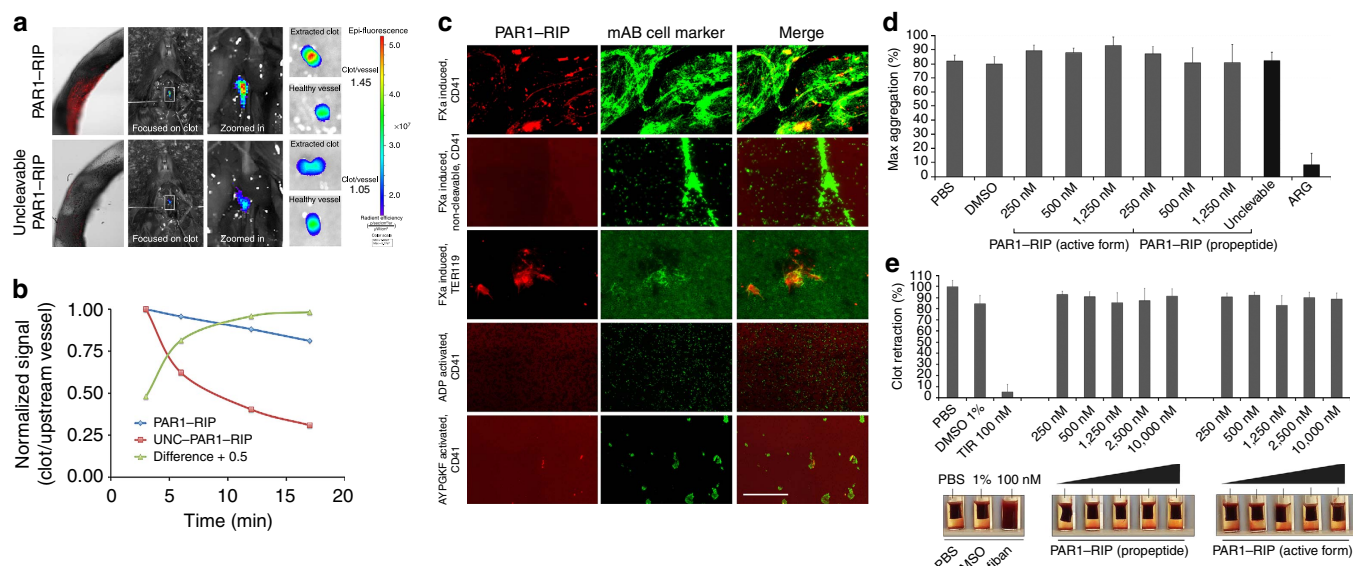 a
PAR1–RIP
Uncleavable
PAR1–RIP
Focused on clot
Zoomed in
Extracted clot
Healthy vessel
Focused on clot
Zoomed in
Extracted clot
Healthy vessel
Epi-fluorescence
Clot/vessel
1.45
Clot/vessel
1.05
5.0
4.0
×10⁷
3.0
2.0
Radient efficiency
Color scale
b
Normalized signal
(clot/upstream vessel)
1.00
0.75
0.50
0.25
0.00
PAR1–RIP
UNC–PAR1–RIP
Difference + 0.5
0 5 10 15 20
Time (min)
c
PAR1–RIP mAB cell marker Merge
FXa induced,
CD41
FXa induced,
non-cleavable, CD41
FXa induced,
TER119
ADP activated,
CD41
AYPGKF activated,
CD41
d
Max aggregation (%)
100
90
80
70
60
50
40
30
20
10
0
PBS DMSO 250 nM 500 nM 1,250 nM 250 nM 500 nM 1,250 nM Unclevable ARG
PAR1–RIP (active form) PAR1–RIP (propeptide)
e
Clot retraction (%)
110
100
90
80
70
60
50
40
30
20
10
0
PBS DMSO 1% TIR 100 nM 250 nM 500 nM 1,250 nM 2,500 nM 10,000 nM 250 nM 500 nM 1,250 nM 2,500 nM 10,000 nM
PBS 1% 100 nM
PBS
PAR1–RIP (propeptide) PAR1–RIP (active form)